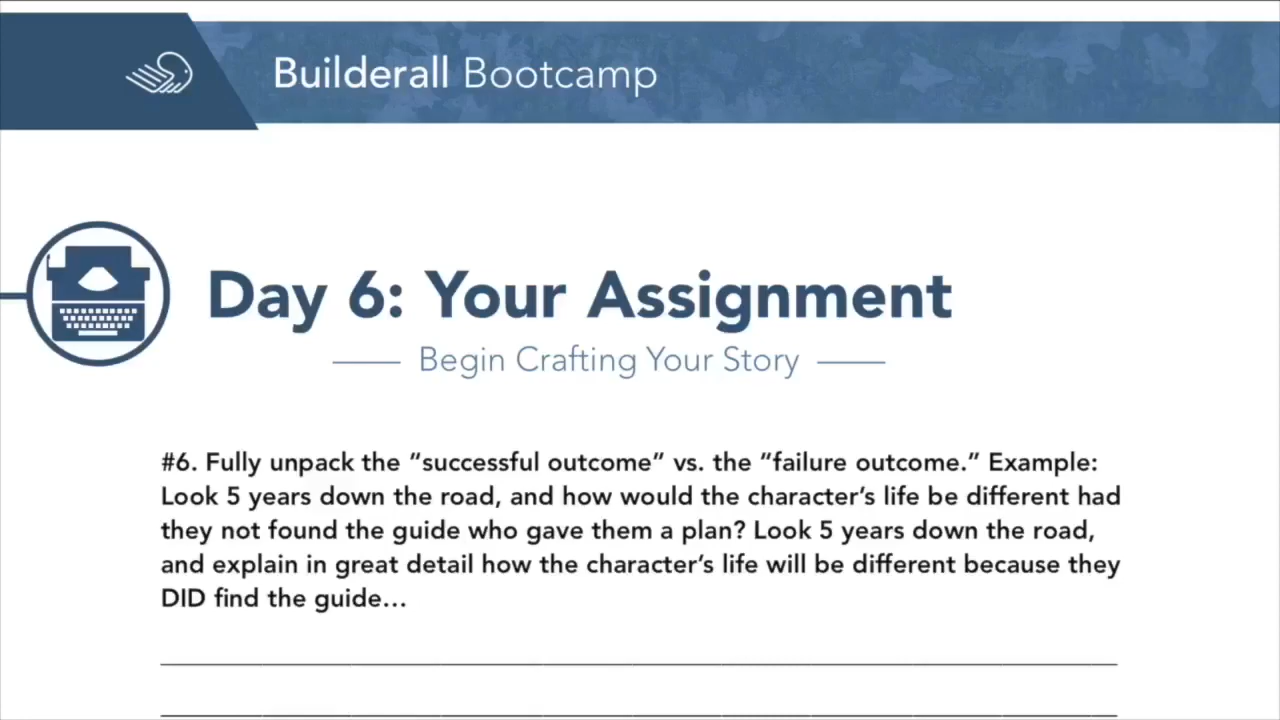 Builderall Bootcamp
Day 6: Your Assignment
Begin Crafting Your Story
#6. Fully unpack the “successful outcome” vs. the “failure outcome.” Example:
Look 5 years down the road, and how would the character’s life be different had
they not found the guide who gave them a plan? Look 5 years down the road,
and explain in great detail how the character’s life will be different because they
DID find the guide…